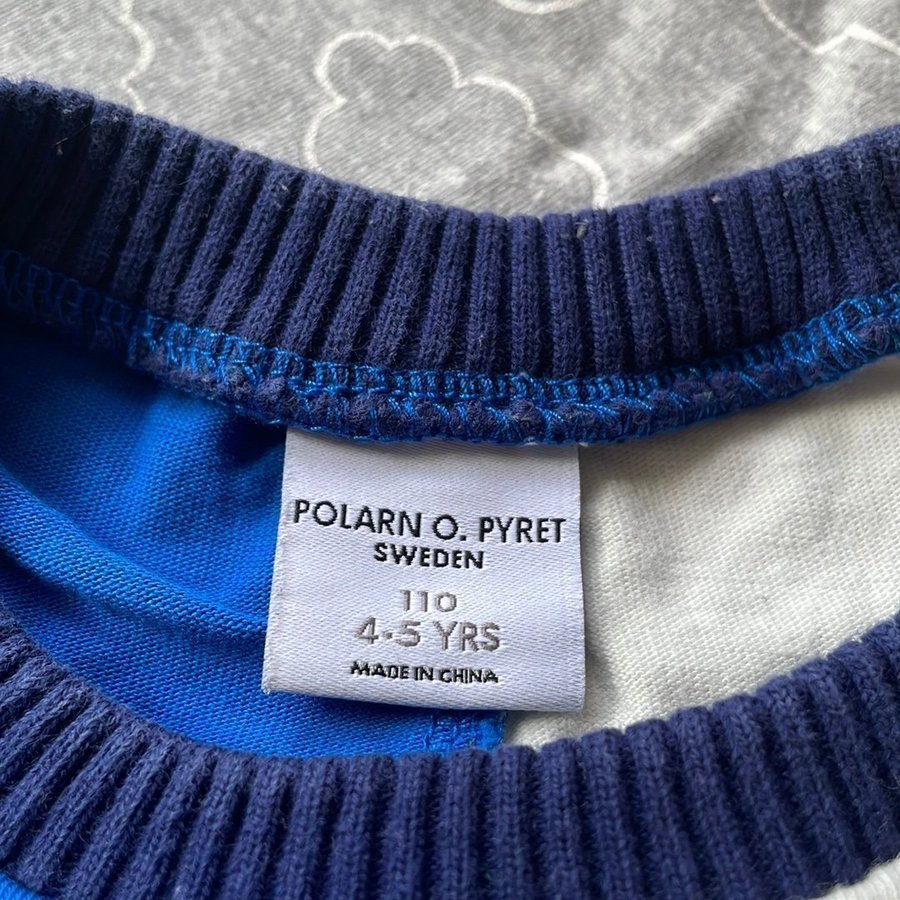 POLARN O. PYRET
SWEDEN
110
4-5 YRS
MADE IN CHINA